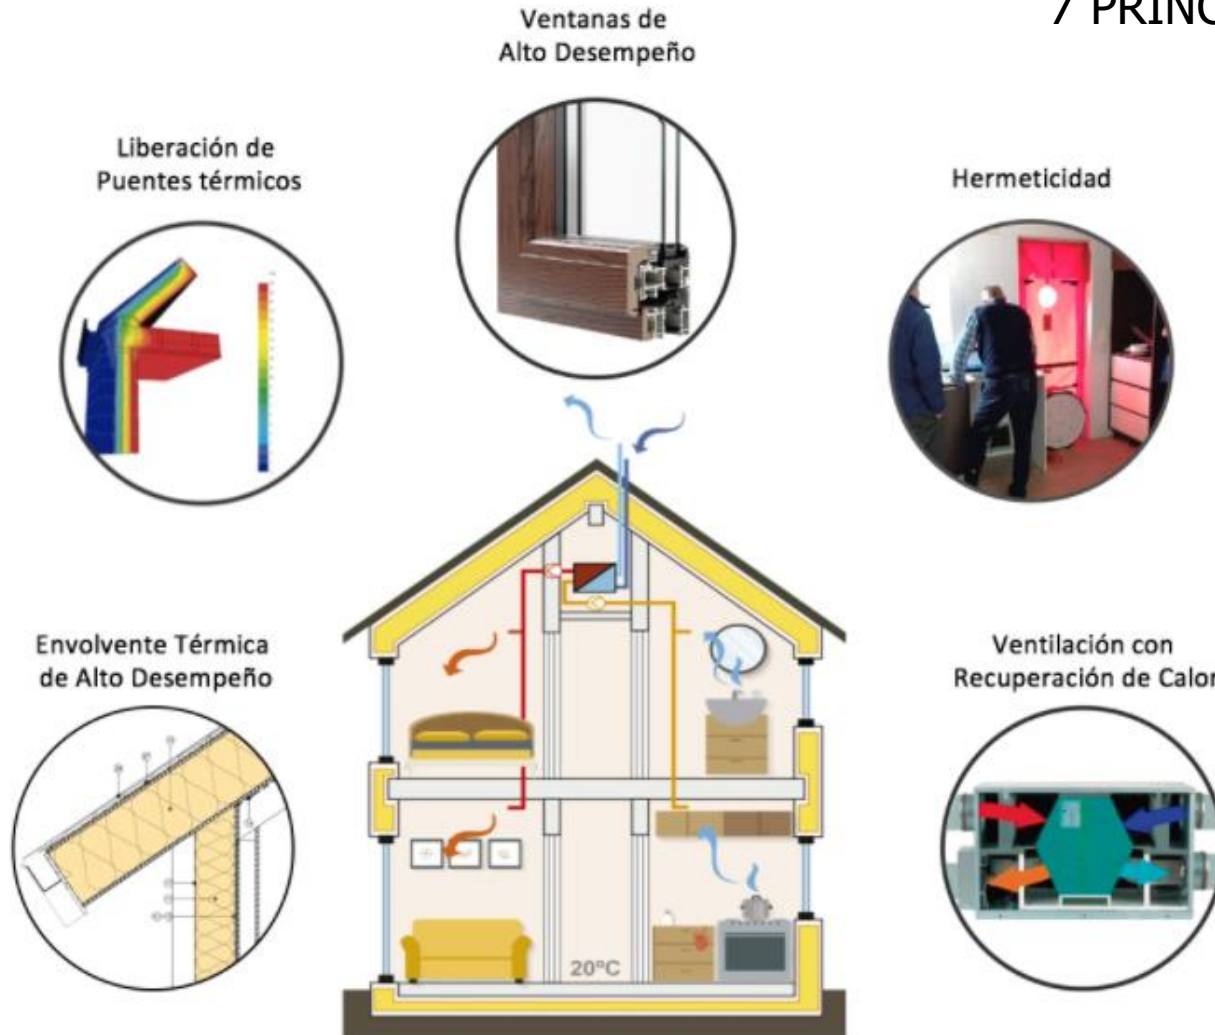 7 PRINC
Ventanas de
Alto Desempeño
Liberación de
Puentes térmicos
Hermeticidad
Envolvente Térmica
de Alto Desempeño
Ventilación con
Recuperación de Calor
20ºC